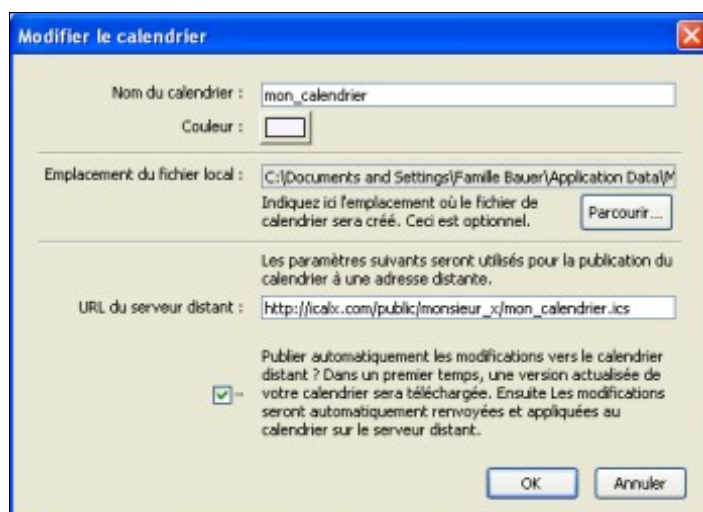 Modifier le calendrier
Nom du calendrier : mon_calendrier
Couleur :
Emplacement du fichier local : C:\Documents and Settings\Famille Bauer\Application Data\M
Indiquez ici l'emplacement où le fichier de
calendrier sera créé. Ceci est optionnel.
Parcourir...
Les paramètres suivants seront utilisés pour la publication du
calendrier à une adresse distante.
URL du serveur distant : http://icalx.com/public/monsieur_x/mon_calendrier.ics
Publier automatiquement les modifications vers le calendrier
distant ? Dans un premier temps, une version actualisée de
votre calendrier sera téléchargée. Ensuite Les modifications
seront automatiquement renvoyées et appliquées au
calendrier sur le serveur distant.
OK Annuler